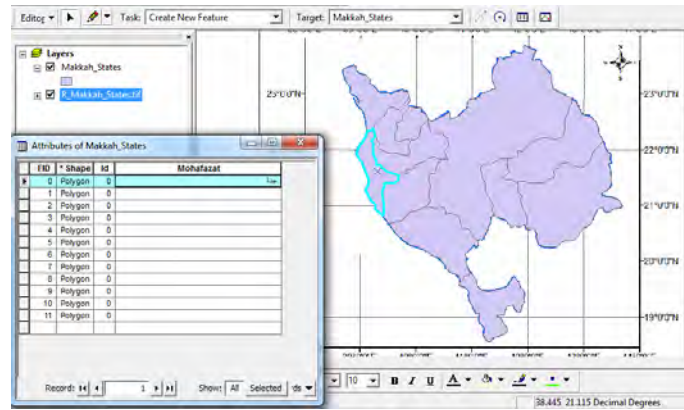 Editor Task: Create New Feature Target: Makkah_States
Layers
Makkah_States
R_Makkah_States.tif
Attributes of Makkah_States
FID * Shape Id Mohafazat
0 Polygon 0
1 Polygon 0
2 Polygon 0
3 Polygon 0
4 Polygon 0
5 Polygon 0
6 Polygon 0
7 Polygon 0
8 Polygon 0
9 Polygon 0
10 Polygon 0
11 Polygon 0
Record: 1 Show: All Selected ds
23°0'0"N
22°0'0"N
21°0'0"N
20°0'0"N
19°0'0"N
10 B I U A
38.445 21.115 Decimal Degrees